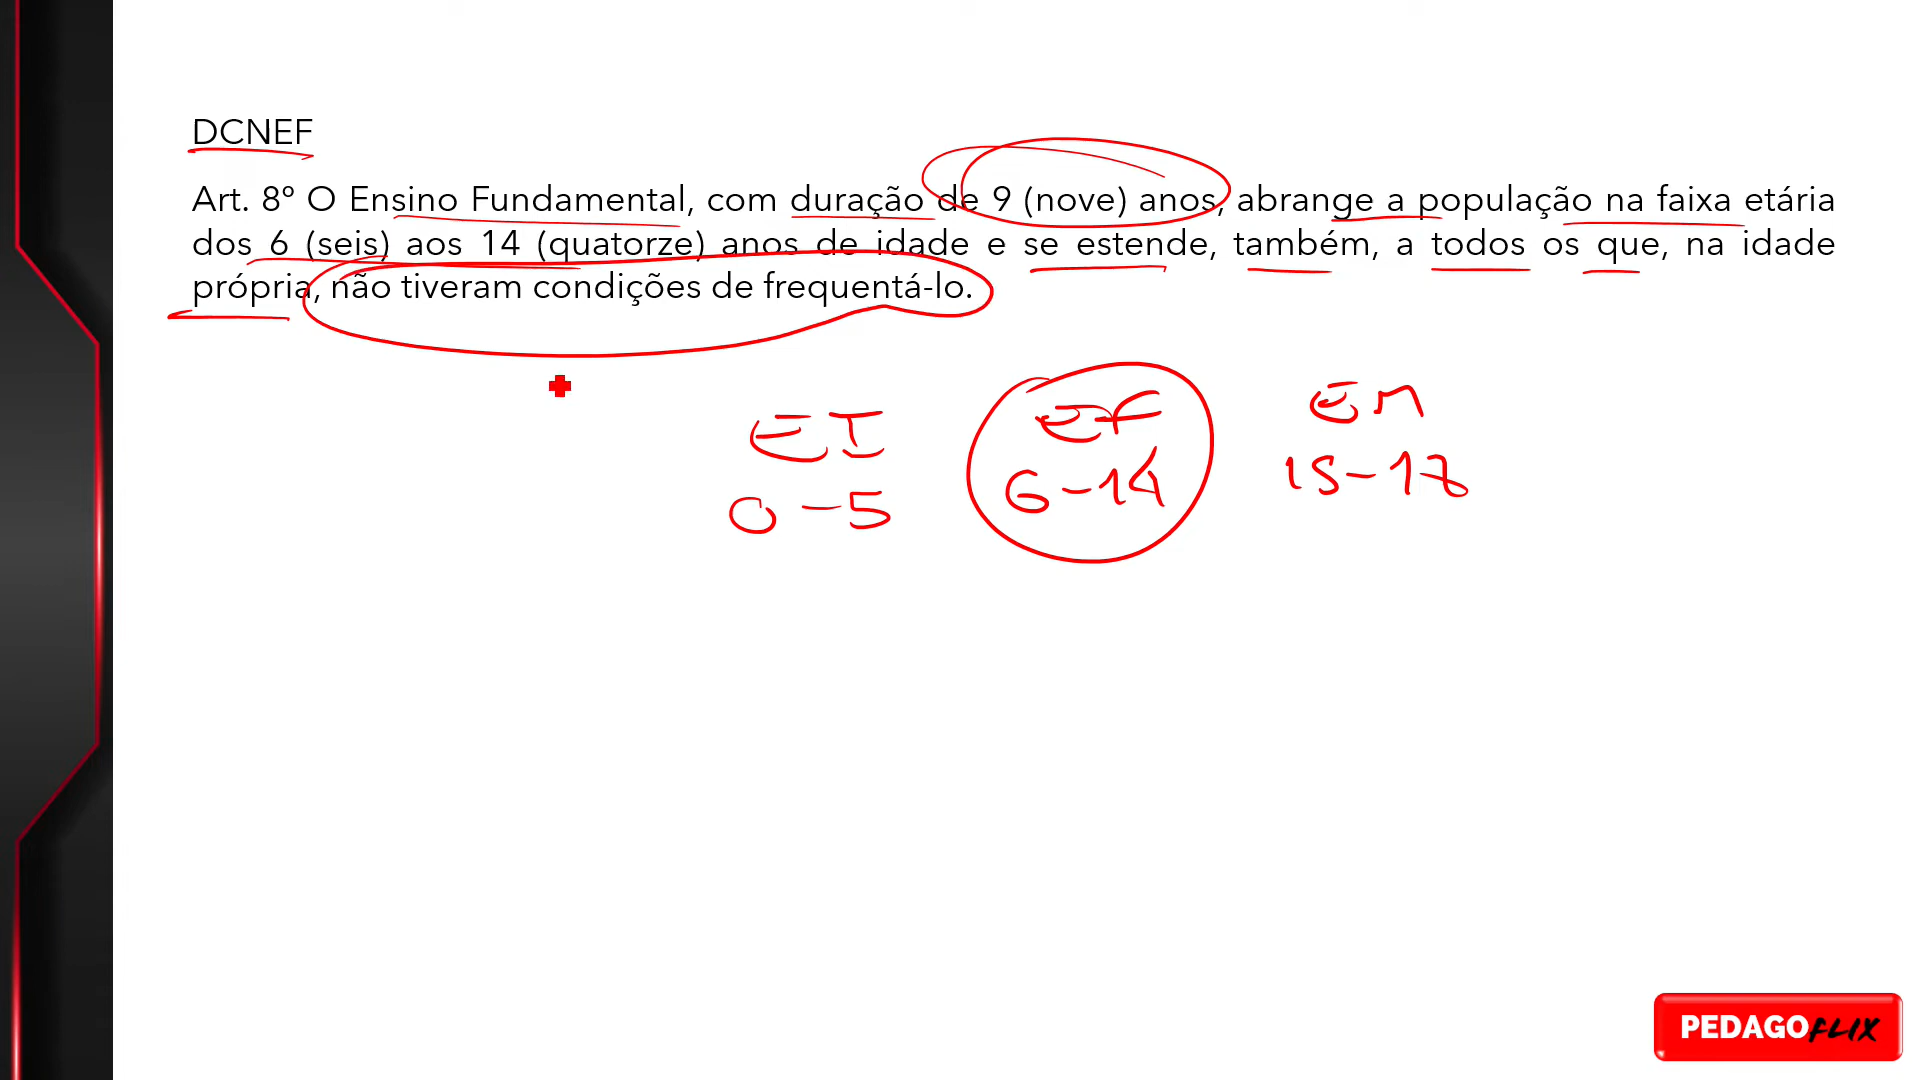 DCNEF
Art. 8º O Ensino Fundamental, com duração de 9 (nove) anos, abrange a população na faixa etária
dos 6 (seis) aos 14 (quatorze) anos de idade e se estende, também, a todos os que, na idade
própria, não tiveram condições de frequentá-lo.
EI EF EM
0-5 6-14 15-17
PEDAGOFLIX